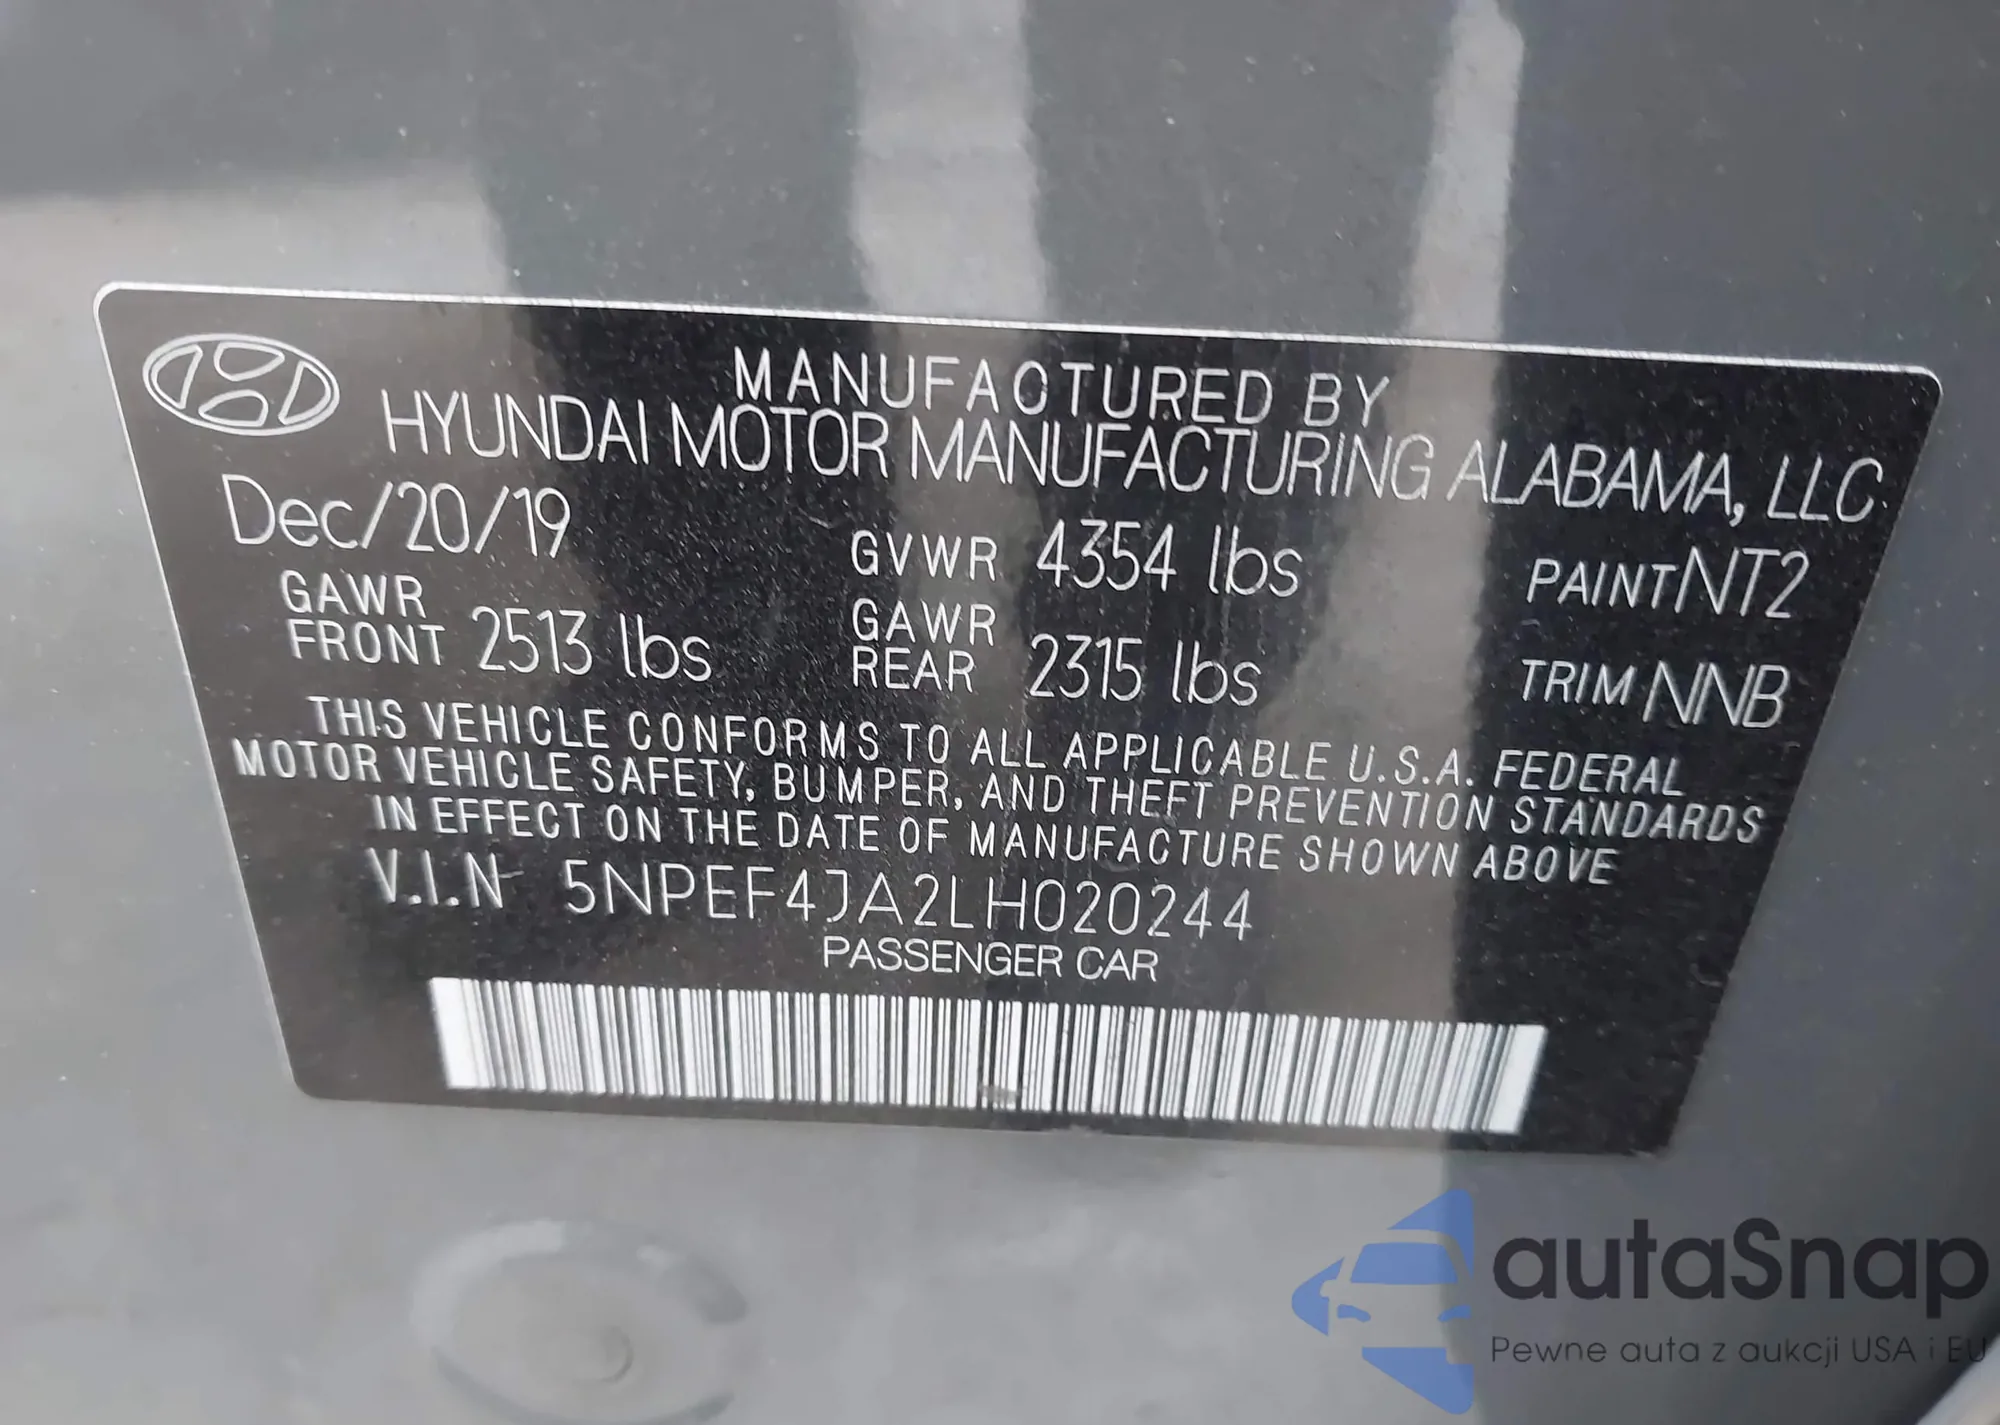 MANUFACTURED BY
HYUNDAI MOTOR MANUFACTURING ALABAMA, LLC
Dec/20/19 GVWR 4354 lbs PAINT NT2
GAWR FRONT 2513 lbs GAWR REAR 2315 lbs TRIM NNB
THIS VEHICLE CONFORMS TO ALL APPLICABLE U.S.A. FEDERAL
MOTOR VEHICLE SAFETY, BUMPER, AND THEFT PREVENTION STANDARDS
IN EFFECT ON THE DATE OF MANUFACTURE SHOWN ABOVE
V.I.N 5NPEF4JA2LH020244
PASSENGER CAR
autaSnap
Pewne auta z aukcji USA i EU